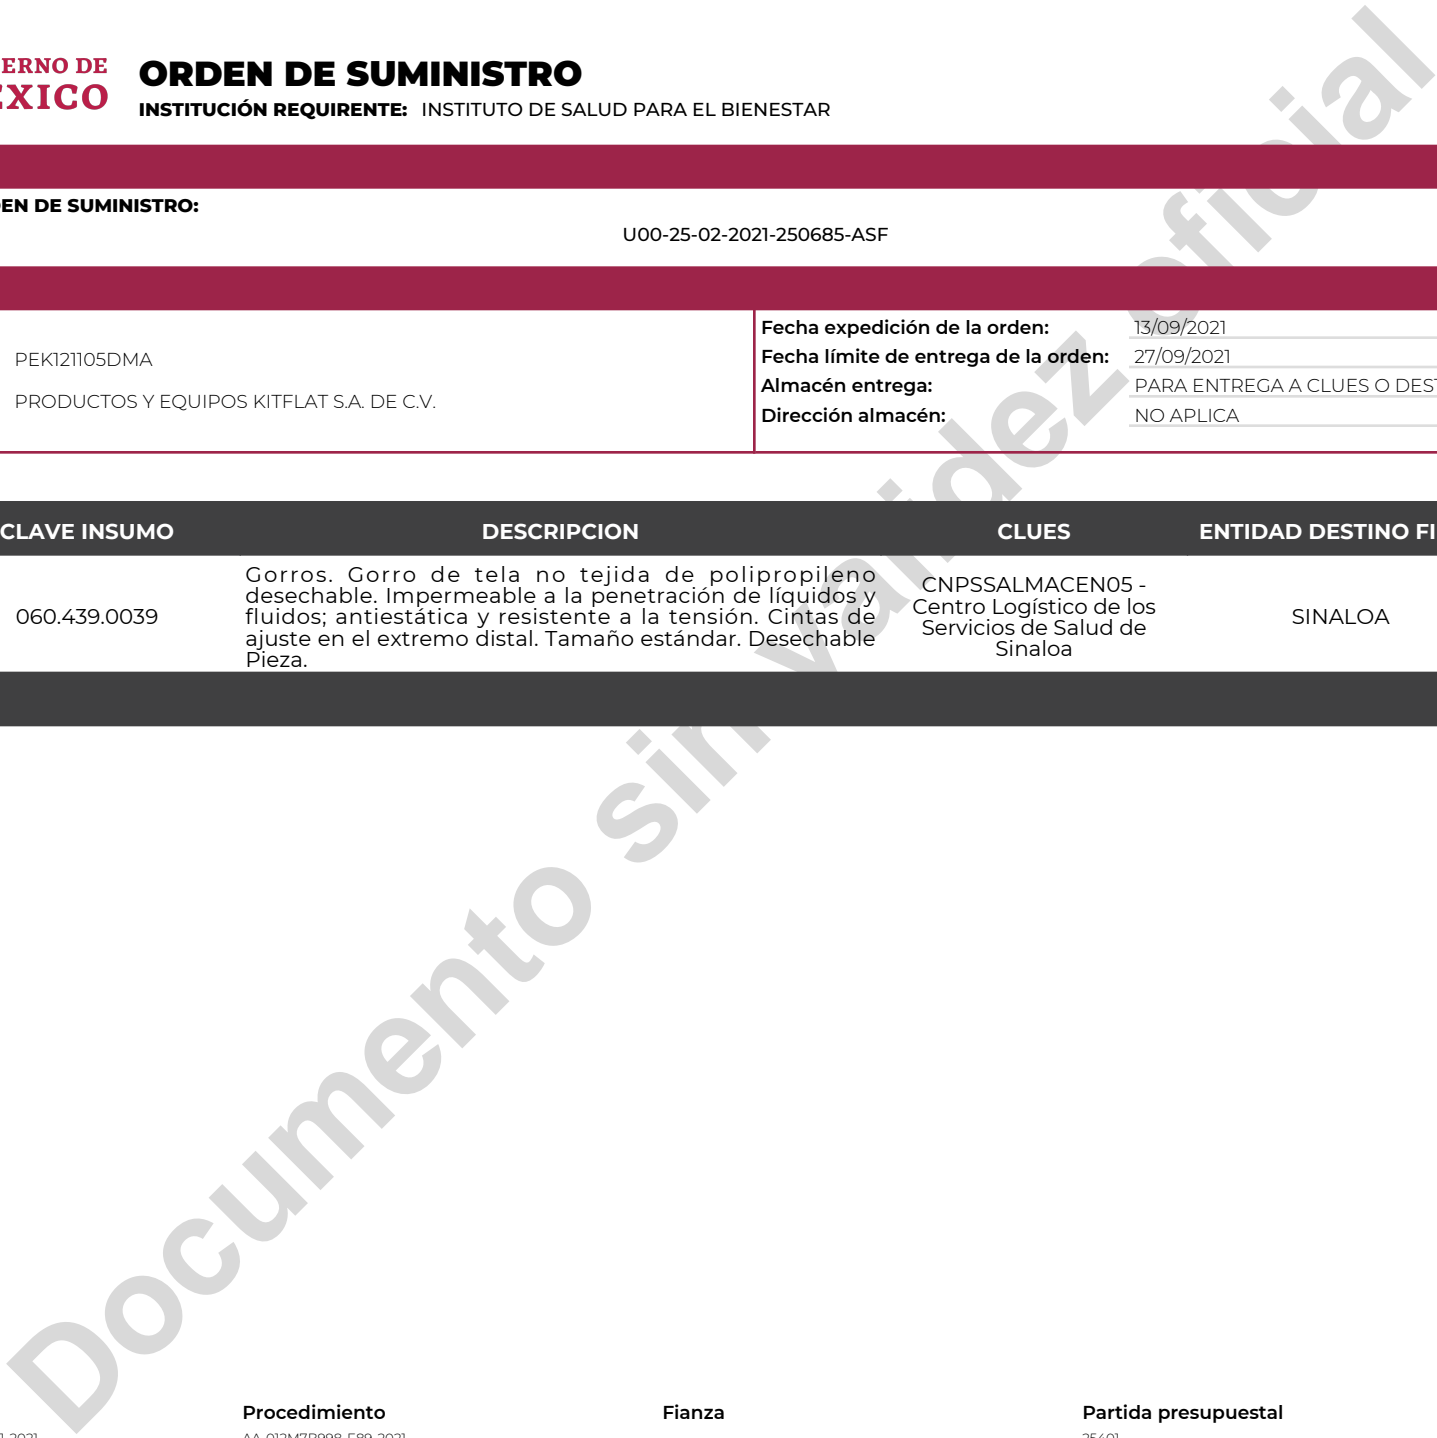 ERNO DE
EXICO
ORDEN DE SUMINISTRO
INSTITUCIÓN REQUIRENTE: INSTITUTO DE SALUD PARA EL BIENESTAR
EN DE SUMINISTRO:
U00-25-02-2021-250685-ASF
PEK121105DMA
PRODUCTOS Y EQUIPOS KITFLAT S.A. DE C.V.
Fecha expedición de la orden: 13/09/2021
Fecha límite de entrega de la orden: 27/09/2021
Almacén entrega: PARA ENTREGA A CLUES O DEST
Dirección almacén: NO APLICA
CLAVE INSUMO DESCRIPCION CLUES ENTIDAD DESTINO FI
060.439.0039
Gorros. Gorro de tela no tejida de polipropileno
desechable. Impermeable a la penetración de líquidos y
fluidos; antiestática y resistente a la tensión. Cintas de
ajuste en el extremo distal. Tamaño estándar. Desechable
Pieza.
CNPSSALMACEN05 -
Centro Logístico de los
Servicios de Salud de
Sinaloa
SINALOA
Documento sin validez oficial
Procedimiento Fianza Partida presupuestal